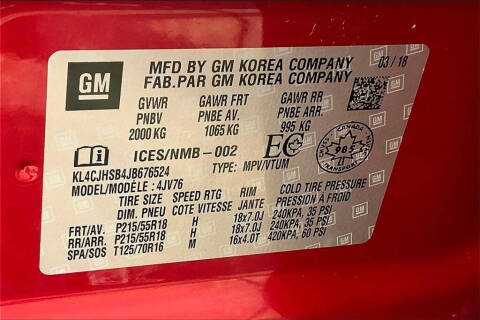 MFD BY GM KOREA COMPANY 03/18
GM FAB.PAR GM KOREA COMPANY
GVWR GAWR FRT GAWR RR
PNBV PNBE AV. PNBE ARR.
2000 KG 1065 KG 995 KG
ICES/NMB-002 EC
KL4CJHSB4JB676524 TYPE: MPV/VTUM
MODEL/MODÈLE: 4JV76
TIRE SIZE SPEED RTG RIM COLD TIRE PRESSURE
DIM. PNEU COTE VITESSE JANTE PRESSION À FROID
FRT/AV. P215/55R18 H 18x7.0J 240KPA, 35 PSI
RR/ARR. P215/55R18 H 18x7.0J 240KPA, 35 PSI
SPA/SOS T125/70R16 M 16x4.0T 420KPA, 60 PSI
CANADA
985
TRANSPORT